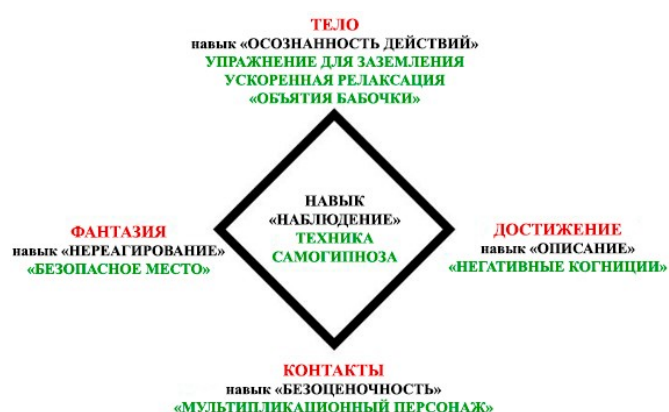 ТЕЛО
навык «ОСОЗНАННОСТЬ ДЕЙСТВИЙ»
УПРАЖНЕНИЕ ДЛЯ ЗАЗЕМЛЕНИЯ
УСКОРЕННАЯ РЕЛАКСАЦИЯ
«ОБЪЯТИЯ БАБОЧКИ»
ФАНТАЗИЯ
навык «НЕРЕАГИРОВАНИЕ»
«БЕЗОПАСНОЕ МЕСТО»
НАВЫК
«НАБЛЮДЕНИЕ»
ТЕХНИКА
САМОГИПНОЗА
ДОСТИЖЕНИЕ
навык «ОПИСАНИЕ»
«НЕГАТИВНЫЕ КОГНИЦИИ»
КОНТАКТЫ
навык «БЕЗОЦЕНОЧНОСТЬ»
«МУЛЬТИПЛИКАЦИОННЫЙ ПЕРСОНАЖ»